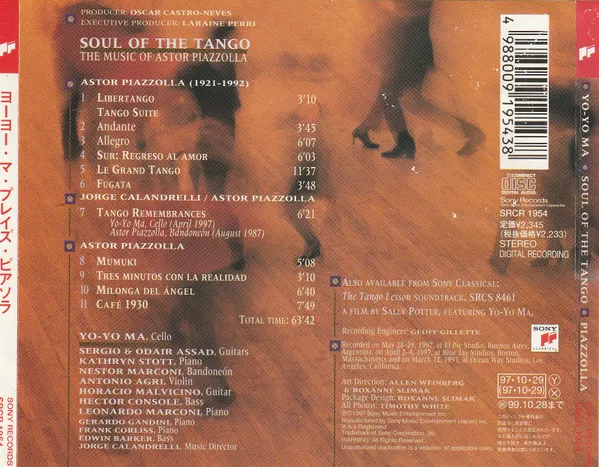 PRODUCER: OSCAR CASTRO-NEVES
EXECUTIVE PRODUCER: LARAINE PERRI
SOUL OF THE TANGO
THE MUSIC OF ASTOR PIAZZOLLA
ASTOR PIAZZOLLA (1921-1992)
1 LIBERTANGO 3'10
TANGO SUITE
2 Andante 3'45
3 Allegro 6'07
4 SUR: REGRESO AL AMOR 6'03
5 LE GRAND TANGO 11'37
6 FUGATA 3'48
JORGE CALANDRELLI / ASTOR PIAZZOLLA
7 TANGO REMEMBRANCES 6'21
Yo-Yo Ma, Cello (April 1997)
Astor Piazzolla, Bandoneón (August 1987)
ASTOR PIAZZOLLA
8 MUMUKI 5'08
9 TRES MINUTOS CON LA REALIDAD 3'10
10 MILONGA DEL ÁNGEL 6'40
11 CAFÉ 1930 7'49
TOTAL TIME: 63'42
YO-YO MA, Cello
SERGIO & ODAIR ASSAD, Guitars
KATHRYN STOTT, Piano
NESTOR MARCONI, Bandoneón
ANTONIO AGRI, Violin
HORACIO MALVICINO, Guitar
HECTOR CONSOLE, Bass
LEONARDO MARCONI, Piano
GERARDO GANDINI, Piano
FRANK CORLISS, Piano
EDWIN BARKER, Bass
JORGE CALANDRELLI, Music Director
4 988009 195438
COMPACT
disc
DIGITAL AUDIO
Sony Records
SRCR 1954
定価¥2,345
(税抜価格¥2,233)
STEREO
DIGITAL RECORDING
ALSO AVAILABLE FROM SONY CLASSICAL:
The Tango Lesson SOUNDTRACK, SRCS 8461
A FILM BY SALLY POTTER, FEATURING YO-YO MA.
Recording Engineer: GEOFF GILLETTE
Recorded on May 28-29, 1997, at El Pie Studio, Buenos Aires,
Argentina, on April 2-4, 1997, at Blue Jay Studios, Boston,
Massachusetts and on March 12, 1997, at Ocean Way Studios, Los
Angeles, California.
Art Direction: ALLEN WEINBERG
& ROXANNE SLIMAK
Package Design: ROXANNE SLIMAK
All Photos: TIMOTHY WHITE
SONY
97・10・29
(Y)
97・10・29
99.10.28まで
ヨーヨー・マ・プレイズ・ピアソラ
SONY RECORDS
SRCR 1954
YO-YO MA • SOUL OF THE TANGO • PIAZZOLLA